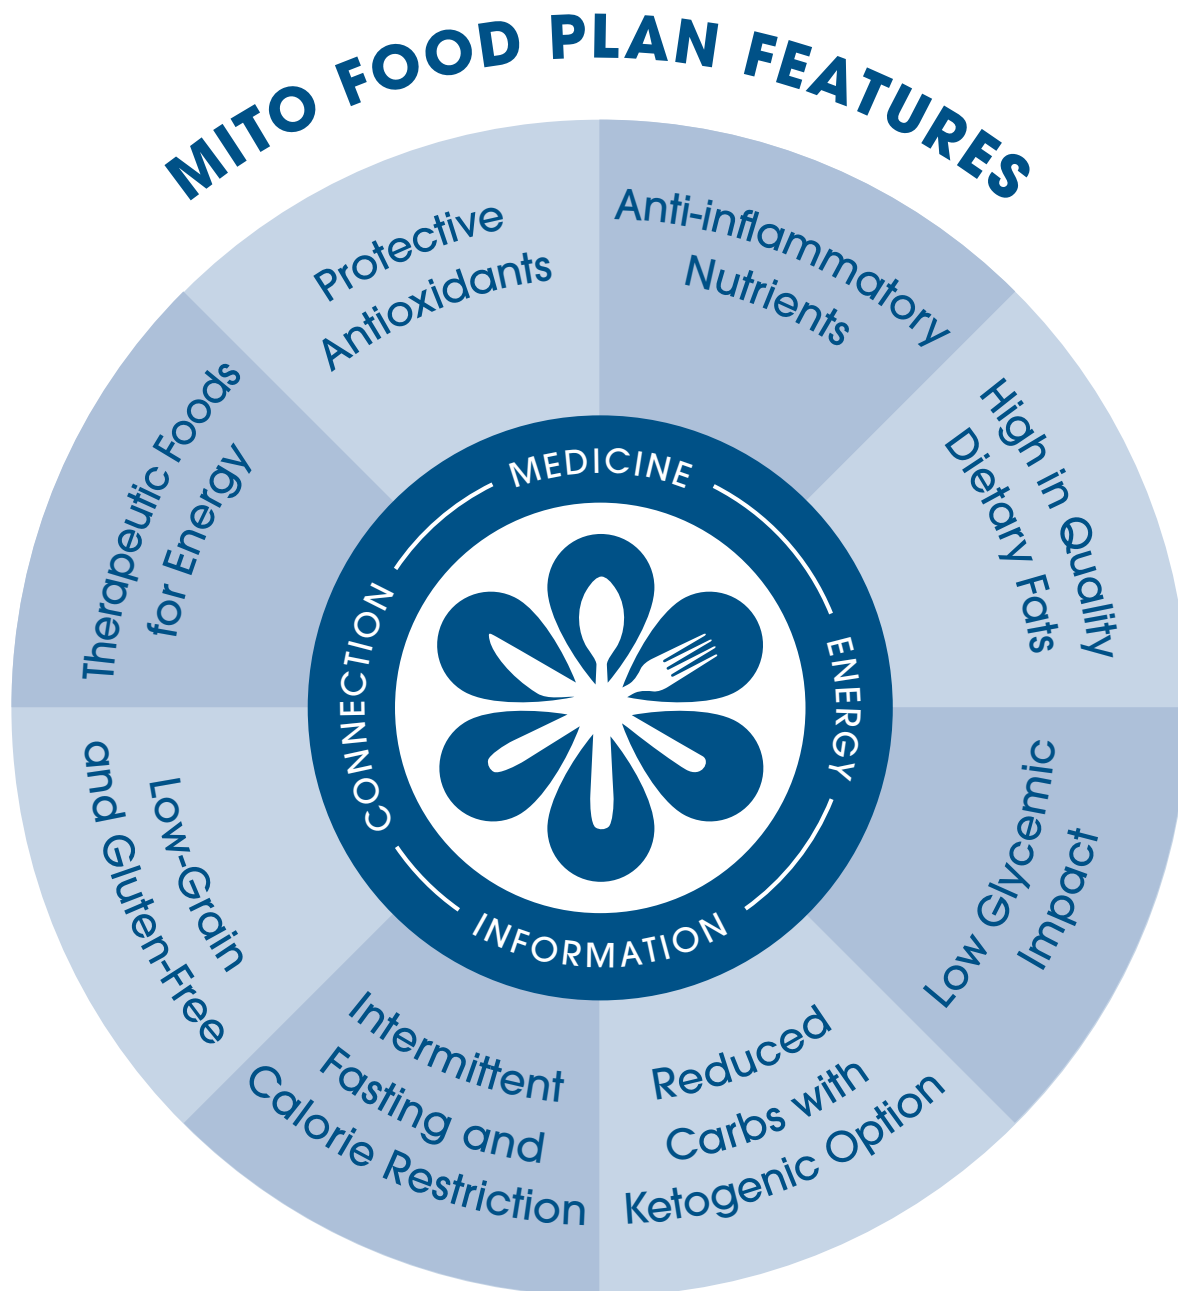 MITO FOOD PLAN FEATURES
Protective
Antioxidants
Anti-inflammatory
Nutrients
High in Quality
Dietary Fats
Low Glycemic
Impact
Reduced
Carbs with
Ketogenic Option
Intermittent
Fasting and
Calorie Restriction
Low-Grain
and Gluten-Free
Therapeutic Foods
for Energy
MEDICINE
ENERGY
INFORMATION
CONNECTION